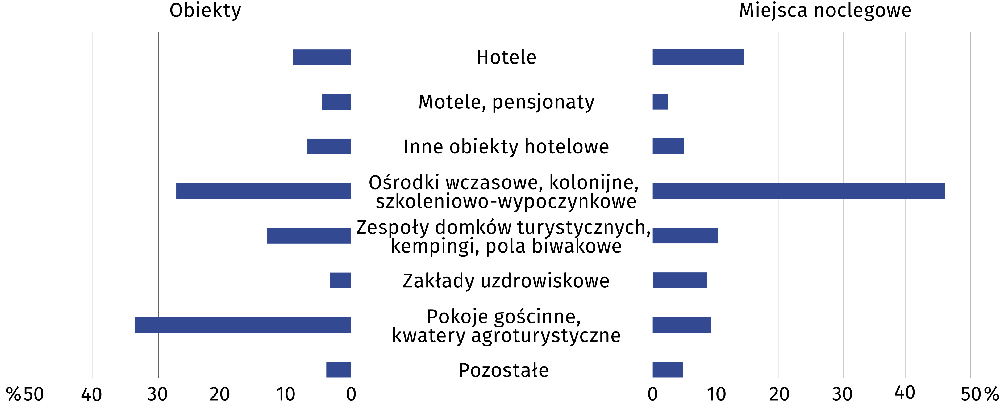 Obiekty
Miejsca noclegowe
Hotele
Motele, pensjonaty
Inne obiekty hotelowe
Ośrodki wczasowe, kolonijne,
szkoleniowo-wypoczynkowe
Zespoły domków turystycznych,
kempingi, pola biwakowe
Zakłady uzdrowiskowe
Pokoje gościnne,
kwatery agroturystyczne
Pozostałe
%50 40 30 20 10 0
0 10 20 30 40 50%